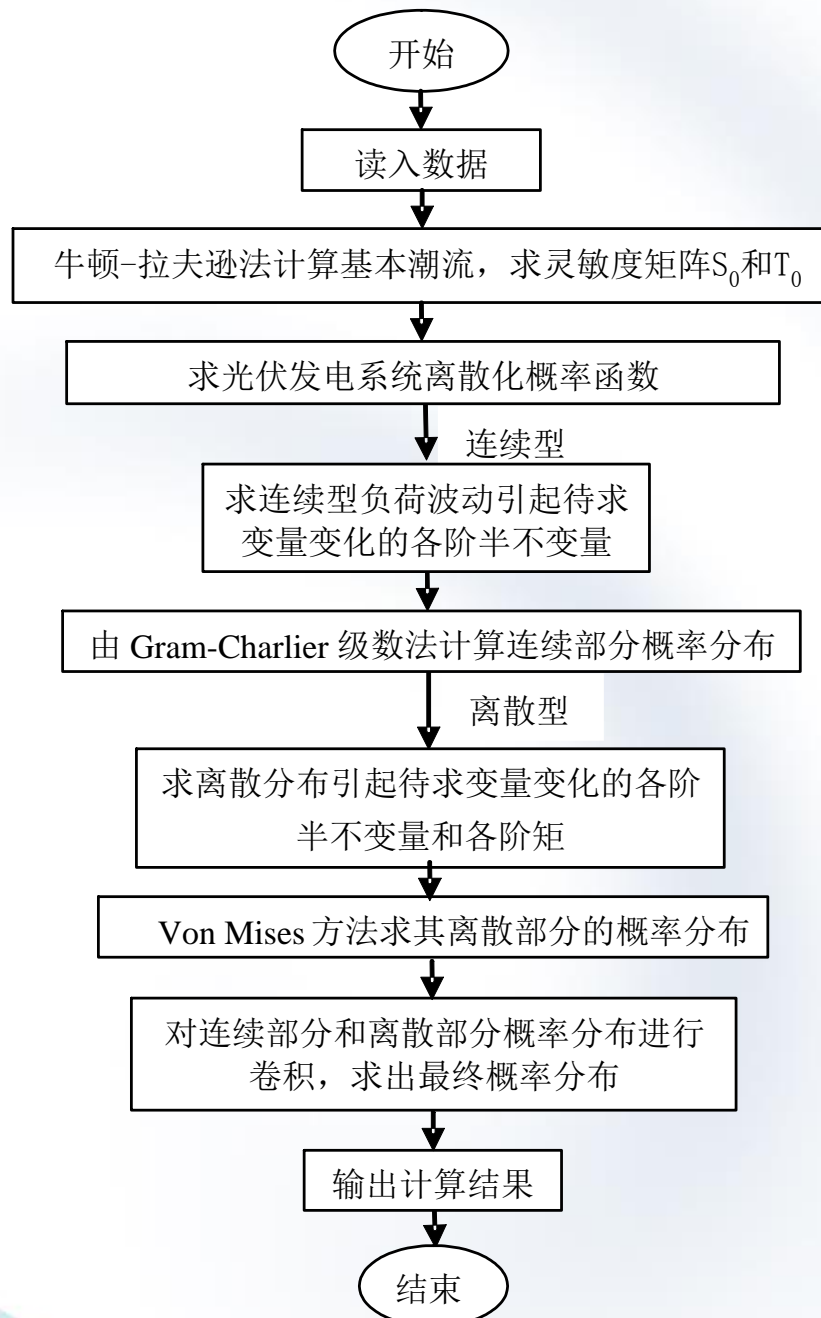 开始
读入数据
牛顿-拉夫逊法计算基本潮流，求灵敏度矩阵S₀和T₀
求光伏发电系统离散化概率函数
连续型
求连续型负荷波动引起待求
变量变化的各阶半不变量
由 Gram-Charlier 级数法计算连续部分概率分布
离散型
求离散分布引起待求变量变化的各阶
半不变量和各阶矩
Von Mises 方法求其离散部分的概率分布
对连续部分和离散部分概率分布进行
卷积，求出最终概率分布
输出计算结果
结束